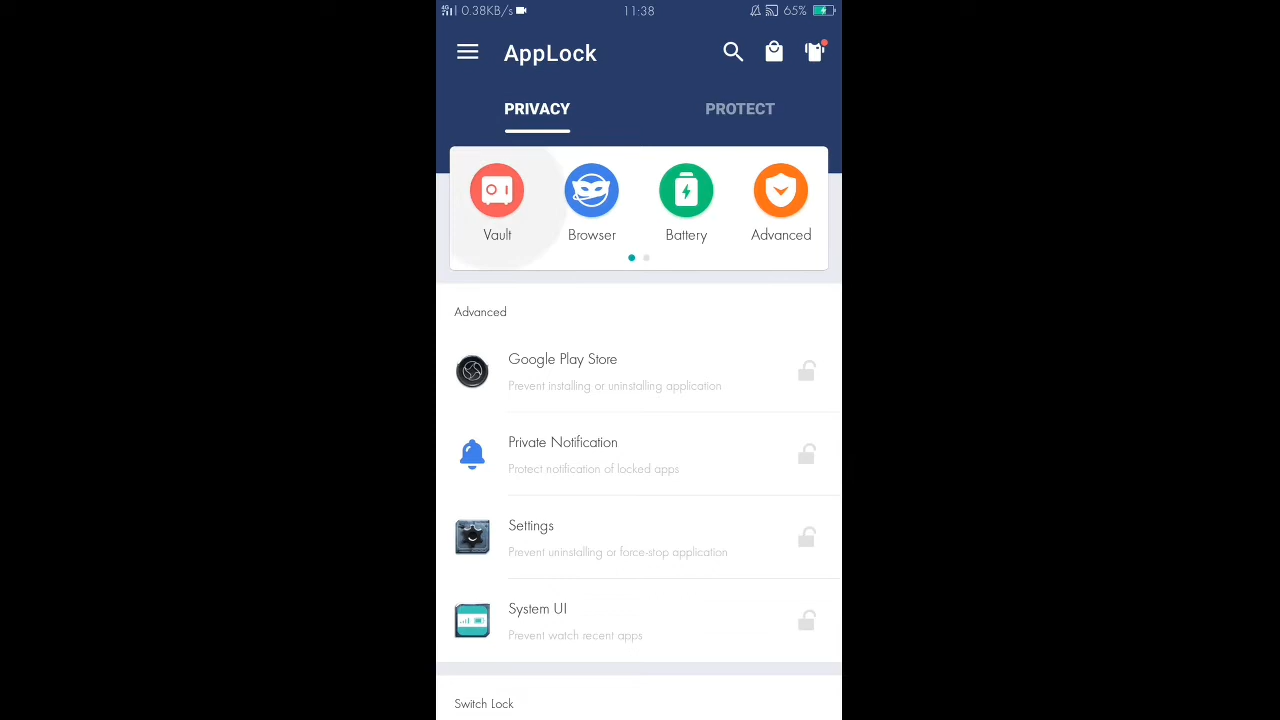 4G 0.38KB/s 11:38 65%
AppLock
PRIVACY PROTECT
Vault Browser Battery Advanced
Advanced
Google Play Store
Prevent installing or uninstalling application
Private Notification
Protect notification of locked apps
Settings
Prevent uninstalling or force-stop application
System UI
Prevent watch recent apps
Switch Lock